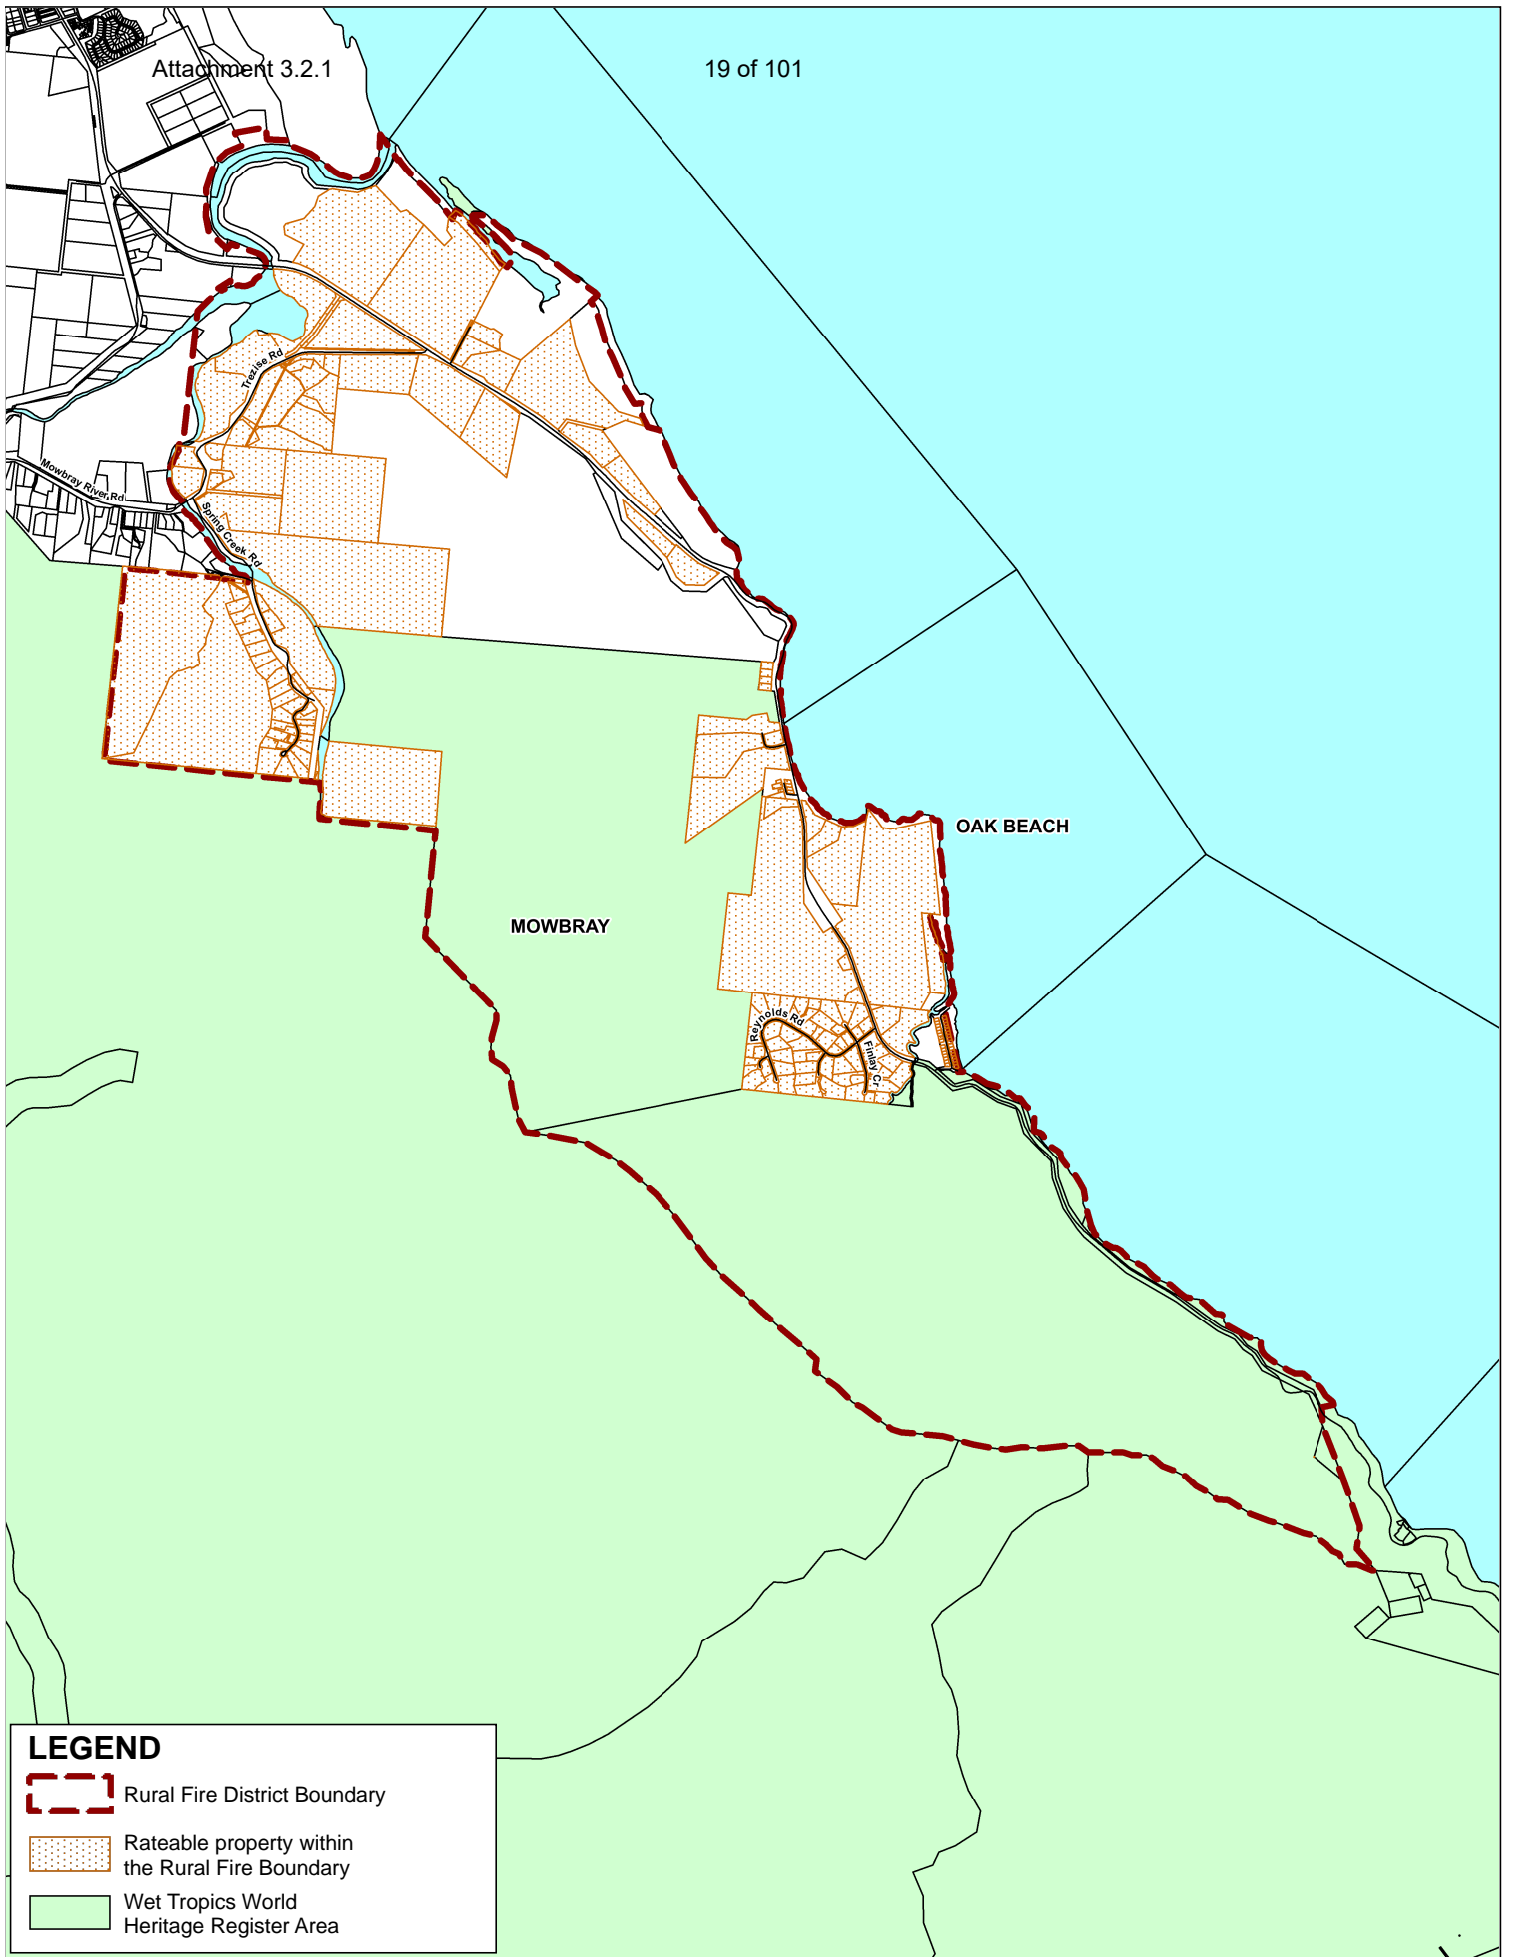 Attachment 3.2.1
19 of 101
Trezise Rd
Mowbray River Rd
Spring Creek Rd
OAK BEACH
MOWBRAY
Reynolds Rd
Finlay Cr
LEGEND
Rural Fire District Boundary
Rateable property within
the Rural Fire Boundary
Wet Tropics World
Heritage Register Area